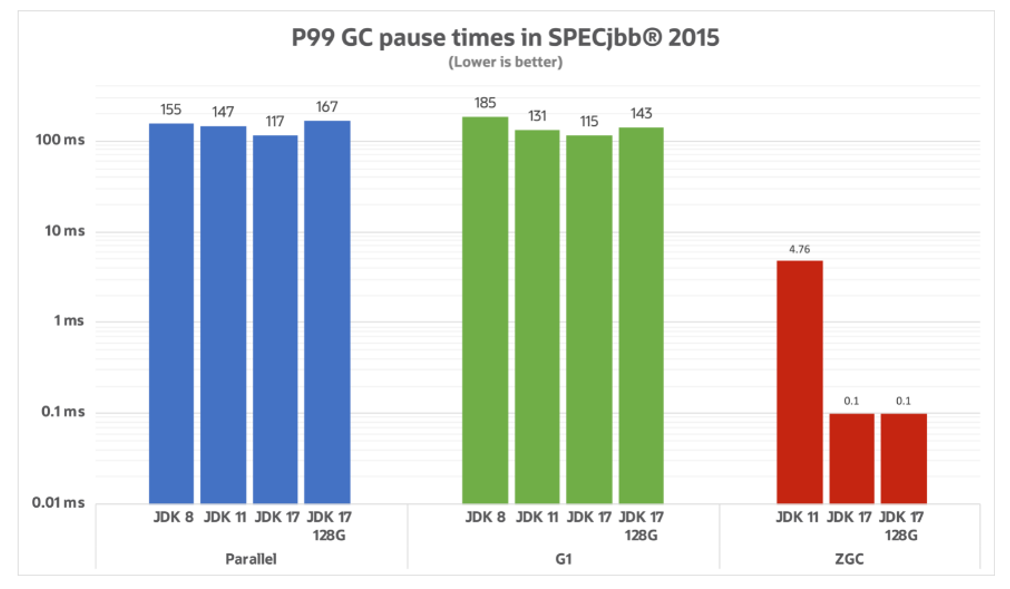 P99 GC pause times in SPECjbb® 2015
(Lower is better)
155 147 117 167 185 131 115 143
100 ms
10 ms
4.76
1 ms
0.1 ms
0.1 0.1
0.01 ms
JDK 8 JDK 11 JDK 17 JDK 17 JDK 8 JDK 11 JDK 17 JDK 17 JDK 11 JDK 17 JDK 17
128G 128G 128G
Parallel G1 ZGC